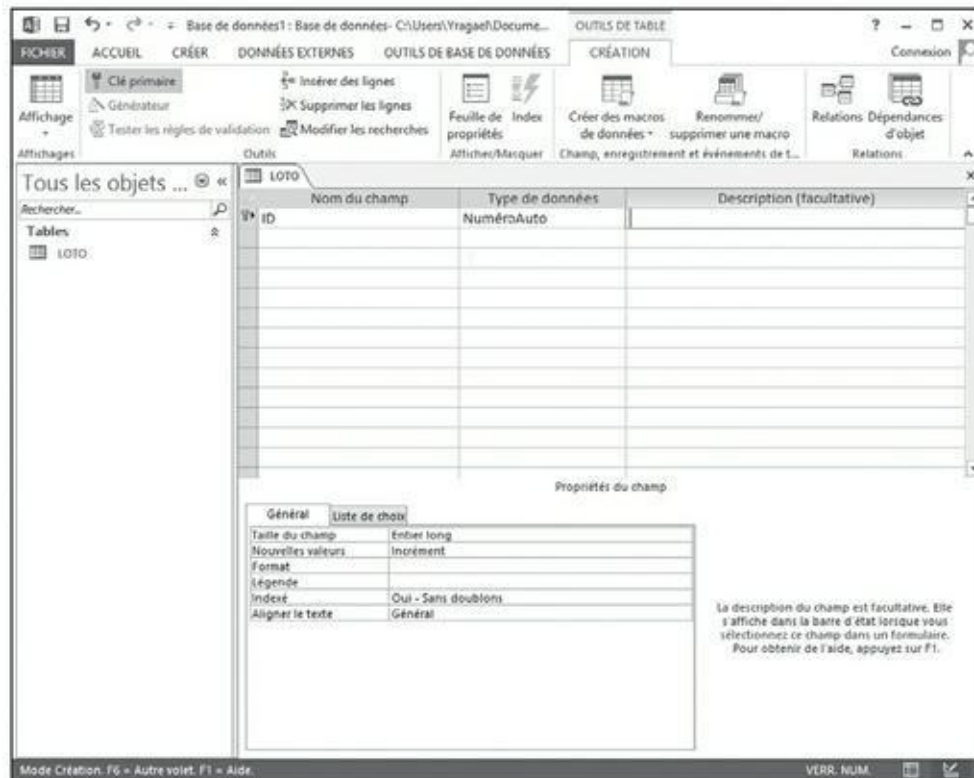 Base de données1 : Base de données- C:\Users\Yragael\Docume...
OUTILS DE TABLE
?
FICHIER ACCUEIL CRÉER DONNÉES EXTERNES OUTILS DE BASE DE DONNÉES CRÉATION Connexion
Affichage
Clé primaire
Générateur
Tester les règles de validation
Insérer des lignes
Supprimer les lignes
Modifier les recherches
Feuille de propriétés
Index
Créer des macros de données
Renommer/ supprimer une macro
Relations
Dépendances d'objet
Affichages Outils Afficher/Masquer Champ, enregistrement et événements de t... Relations
Tous les objets ...
Rechercher...
Tables
LOTO
LOTO
Nom du champ Type de données Description (facultative)
ID NuméroAuto
Propriétés du champ
Général Liste de choix
Taille du champ Entier long
Nouvelles valeurs Incrément
Format
Légende
Indexé Oui - Sans doublons
Aligner le texte Général
La description du champ est facultative. Elle
s'affiche dans la barre d'état lorsque vous
sélectionnez ce champ dans un formulaire.
Pour obtenir de l'aide, appuyez sur F1.
Mode Création. F6 = Autre volet. F1 = Aide.
VERR. NUM.